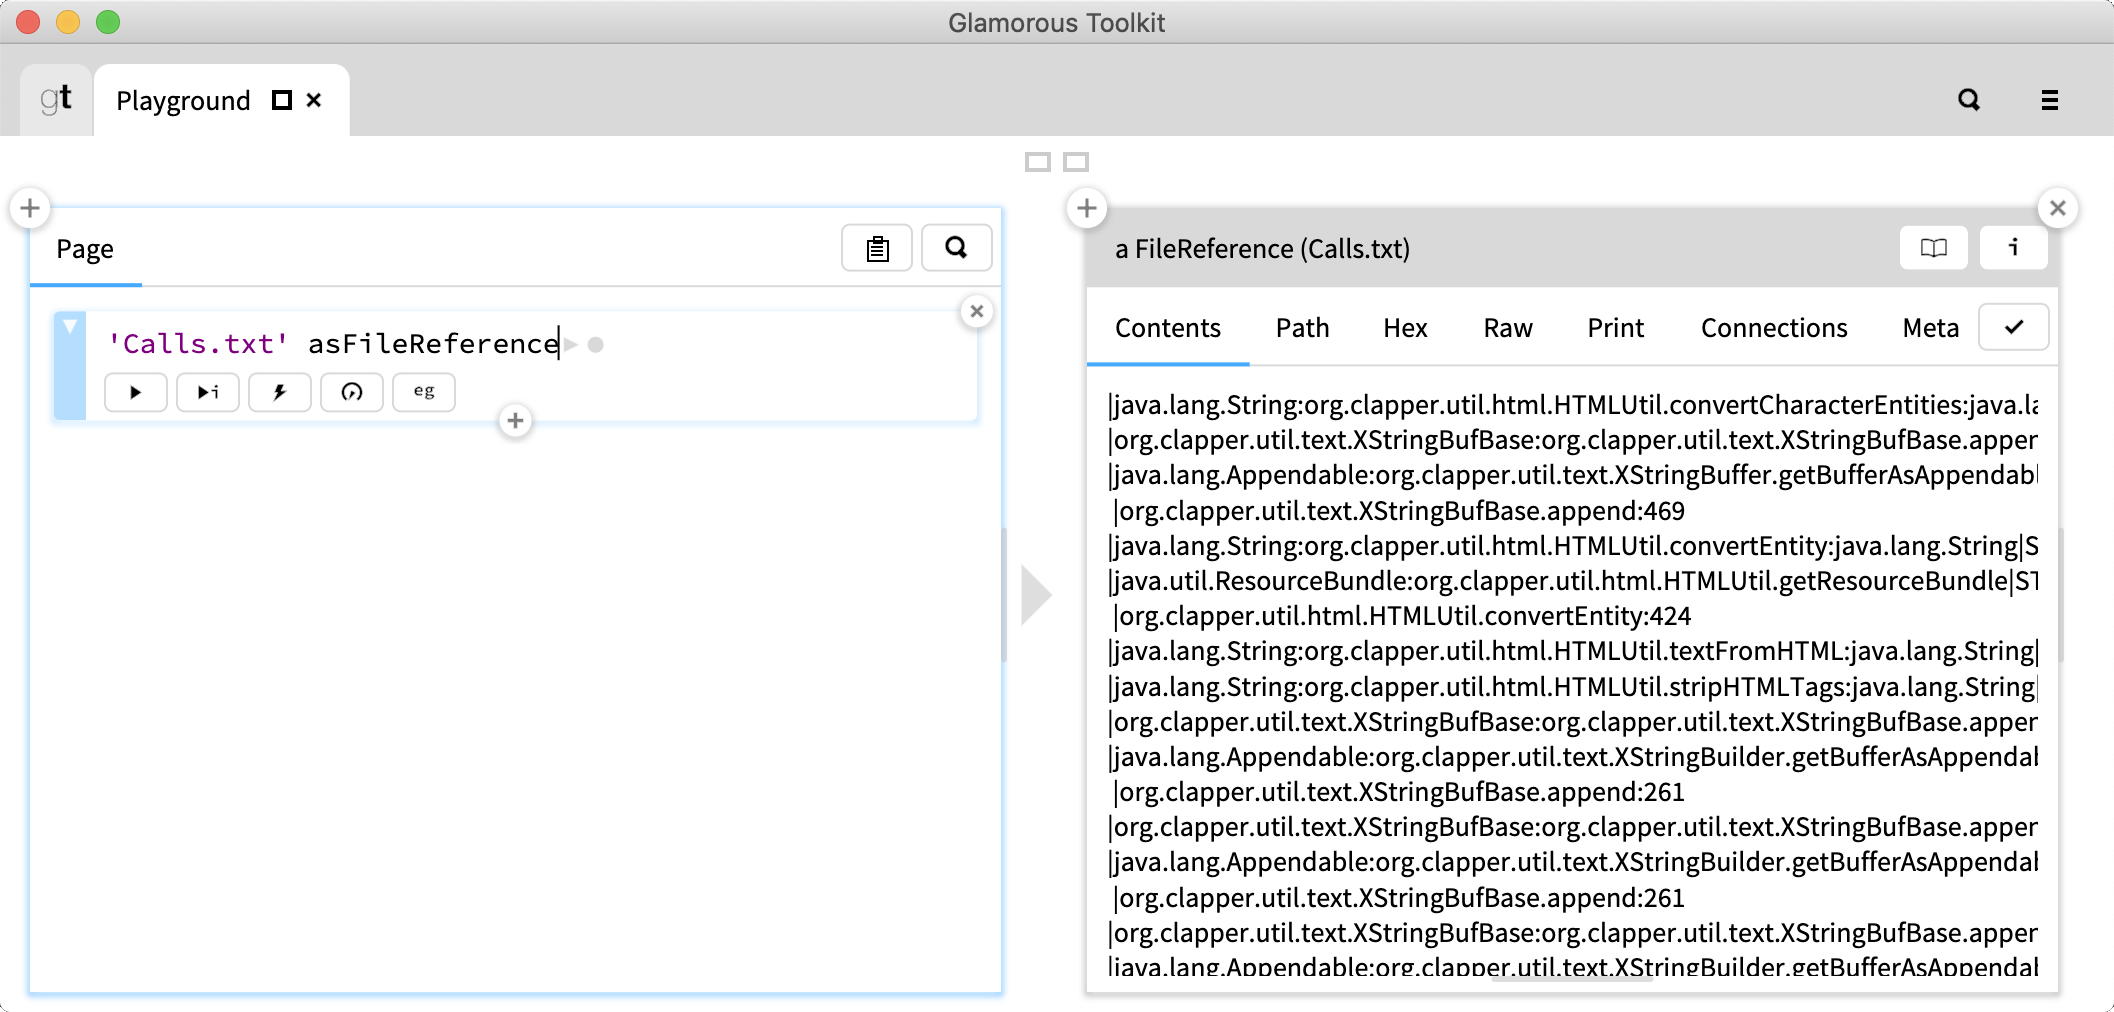 Glamorous Toolkit
gt
Playground
Page
'Calls.txt' asFileReference
i
eg
a FileReference (Calls.txt)
i
Contents Path Hex Raw Print Connections Meta
|java.lang.String:org.clapper.util.html.HTMLUtil.convertCharacterEntities:java.la
|org.clapper.util.text.XStringBufBase:org.clapper.util.text.XStringBufBase.appen
|java.lang.Appendable:org.clapper.util.text.XStringBuffer.getBufferAsAppendabl
|org.clapper.util.text.XStringBufBase.append:469
|java.lang.String:org.clapper.util.html.HTMLUtil.convertEntity:java.lang.String|S
|java.util.ResourceBundle:org.clapper.util.html.HTMLUtil.getResourceBundle|ST
|org.clapper.util.html.HTMLUtil.convertEntity:424
|java.lang.String:org.clapper.util.html.HTMLUtil.textFromHTML:java.lang.String|
|java.lang.String:org.clapper.util.html.HTMLUtil.stripHTMLTags:java.lang.String|
|org.clapper.util.text.XStringBufBase:org.clapper.util.text.XStringBufBase.appen
|java.lang.Appendable:org.clapper.util.text.XStringBuilder.getBufferAsAppendab
|org.clapper.util.text.XStringBufBase.append:261
|org.clapper.util.text.XStringBufBase:org.clapper.util.text.XStringBufBase.appen
|java.lang.Appendable:org.clapper.util.text.XStringBuilder.getBufferAsAppendab
|org.clapper.util.text.XStringBufBase.append:261
|org.clapper.util.text.XStringBufBase:org.clapper.util.text.XStringBufBase.appen
|java.lang.Appendable:org.clapper.util.text.XStringBuilder.getBufferAsAppendab